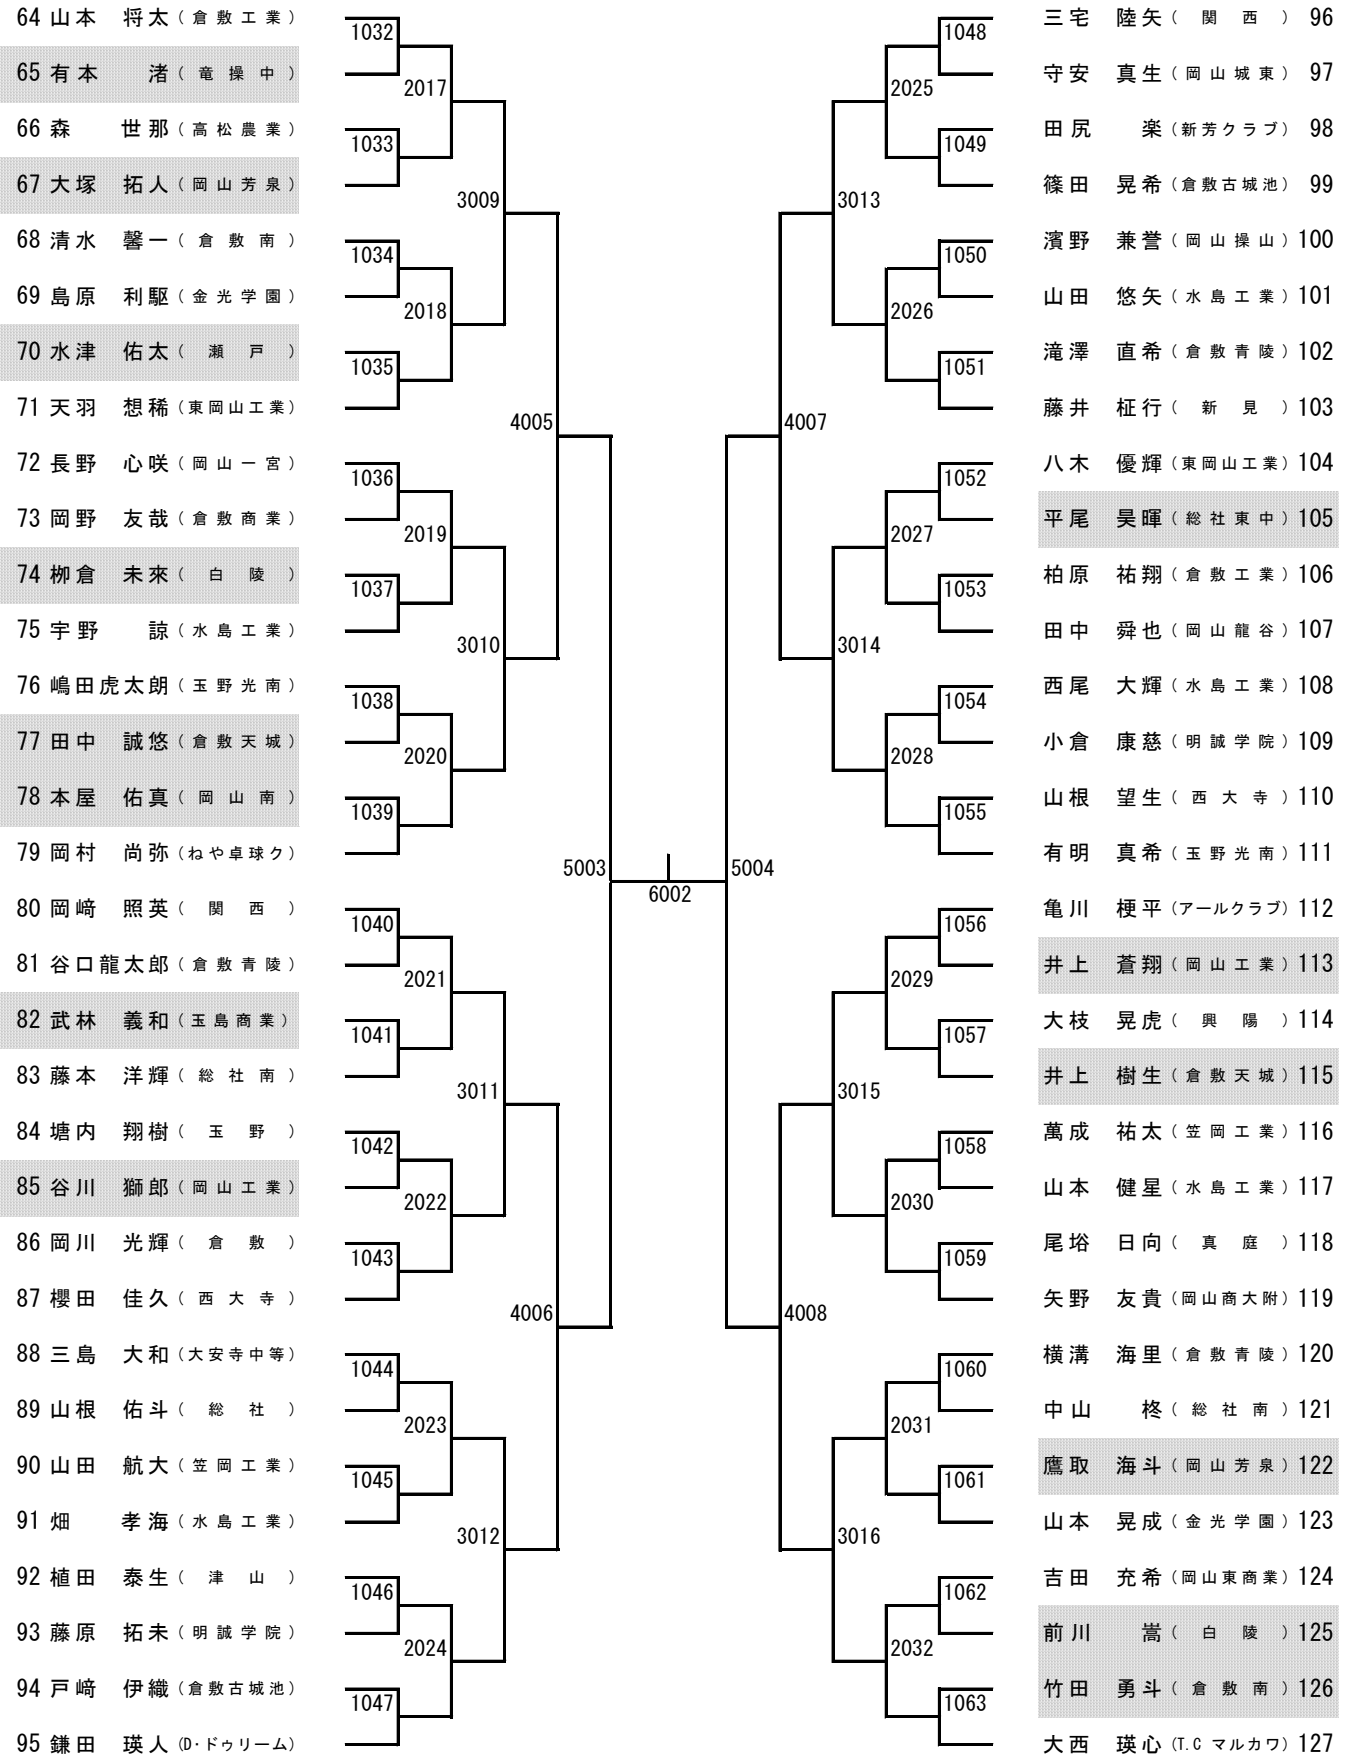 64 山本 将太 (倉敷工業)
65 有本 渚 (竜操中)
66 森 世那 (高松農業)
67 大塚 拓人 (岡山芳泉)
68 清水 馨一 (倉敷南)
69 島原 利駆 (金光学園)
70 水津 佑太 (瀬戸)
71 天羽 想稀 (東岡山工業)
72 長野 心咲 (岡山一宮)
73 岡野 友哉 (倉敷商業)
74 栁倉 未來 (白陵)
75 宇野 諒 (水島工業)
76 嶋田虎太朗 (玉野光南)
77 田中 誠悠 (倉敷天城)
78 本屋 佑真 (岡山南)
79 岡村 尚弥 (ねや卓球ク)
80 岡﨑 照英 (関西)
81 谷口龍太郎 (倉敷青陵)
82 武林 義和 (玉島商業)
83 藤本 洋輝 (総社南)
84 塘内 翔樹 (玉野)
85 谷川 獅郎 (岡山工業)
86 岡川 光輝 (倉敷)
87 櫻田 佳久 (西大寺)
88 三島 大和 (大安寺中等)
89 山根 佑斗 (総社)
90 山田 航大 (笠岡工業)
91 畑 孝海 (水島工業)
92 植田 泰生 (津山)
93 藤原 拓未 (明誠学院)
94 戸﨑 伊織 (倉敷古城池)
95 鎌田 瑛人 (D・ドゥリーム)
1032
1033
1034
1035
1036
1037
1038
1039
1040
1041
1042
1043
1044
1045
1046
1047
2017
2018
2019
2020
2021
2022
2023
2024
3009
3010
3011
3012
4005
4006
5003
6002
5004
4007
4008
3013
3014
3015
3016
2025
2026
2027
2028
2029
2030
2031
2032
1048
1049
1050
1051
1052
1053
1054
1055
1056
1057
1058
1059
1060
1061
1062
1063
三宅 陸矢 (関西) 96
守安 真生 (岡山城東) 97
田尻 楽 (新芳クラブ) 98
篠田 晃希 (倉敷古城池) 99
濱野 兼誉 (岡山操山) 100
山田 悠矢 (水島工業) 101
滝澤 直希 (倉敷青陵) 102
藤井 柾行 (新見) 103
八木 優輝 (東岡山工業) 104
平尾 昊暉 (総社東中) 105
柏原 祐翔 (倉敷工業) 106
田中 舜也 (岡山龍谷) 107
西尾 大輝 (水島工業) 108
小倉 康慈 (明誠学院) 109
山根 望生 (西大寺) 110
有明 真希 (玉野光南) 111
亀川 梗平 (アールクラブ) 112
井上 蒼翔 (岡山工業) 113
大枝 晃虎 (興陽) 114
井上 樹生 (倉敷天城) 115
萬成 祐太 (笠岡工業) 116
山本 健星 (水島工業) 117
尾㟢 日向 (真庭) 118
矢野 友貴 (岡山商大附) 119
横溝 海里 (倉敷青陵) 120
中山 柊 (総社南) 121
鷹取 海斗 (岡山芳泉) 122
山本 晃成 (金光学園) 123
吉田 充希 (岡山東商業) 124
前川 嵩 (白陵) 125
竹田 勇斗 (倉敷南) 126
大西 瑛心 (T.C マルカワ) 127